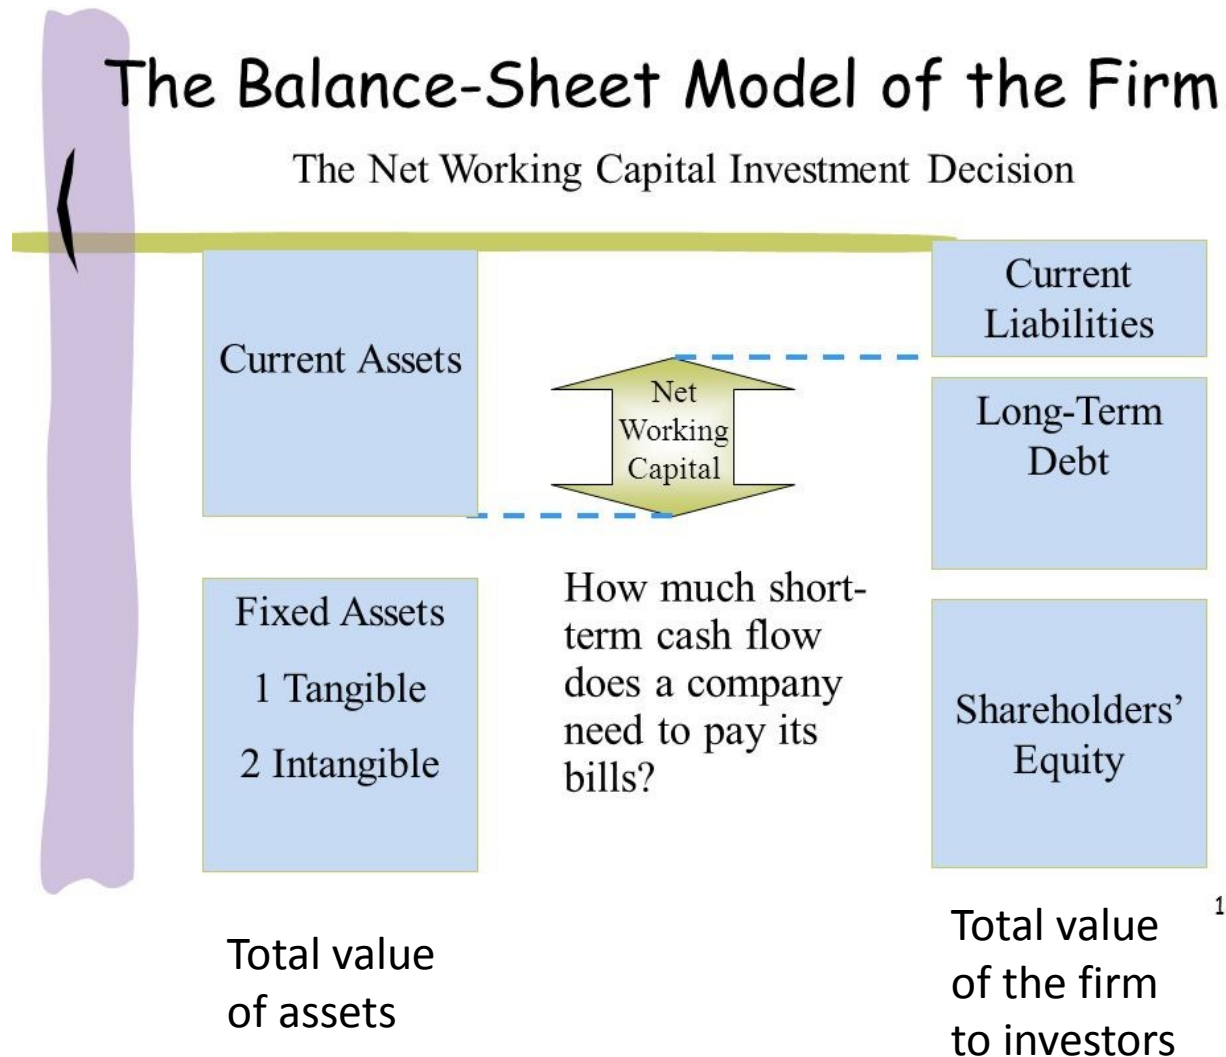 The Balance-Sheet Model of the Firm
The Net Working Capital Investment Decision
Current Assets
Fixed Assets
1 Tangible
2 Intangible
Total value
of assets
Net
Working
Capital
How much short-
term cash flow
does a company
need to pay its
bills?
Current
Liabilities
Long-Term
Debt
Shareholders’
Equity
Total value
of the firm
to investors
1